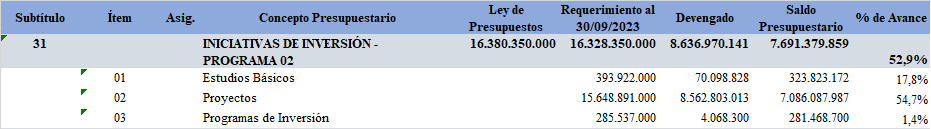 Subtítulo Ítem Asig. Concepto Presupuestario Ley de Presupuestos Requerimiento al 30/09/2023 Devengado Saldo Presupuestario % de Avance
31 INICIATIVAS DE INVERSIÓN - PROGRAMA 02 16.380.350.000 16.328.350.000 8.636.970.141 7.691.379.859 52,9%
01 Estudios Básicos 393.922.000 70.098.828 323.823.172 17,8%
02 Proyectos 15.648.891.000 8.562.803.013 7.086.087.987 54,7%
03 Programas de Inversión 285.537.000 4.068.300 281.468.700 1,4%